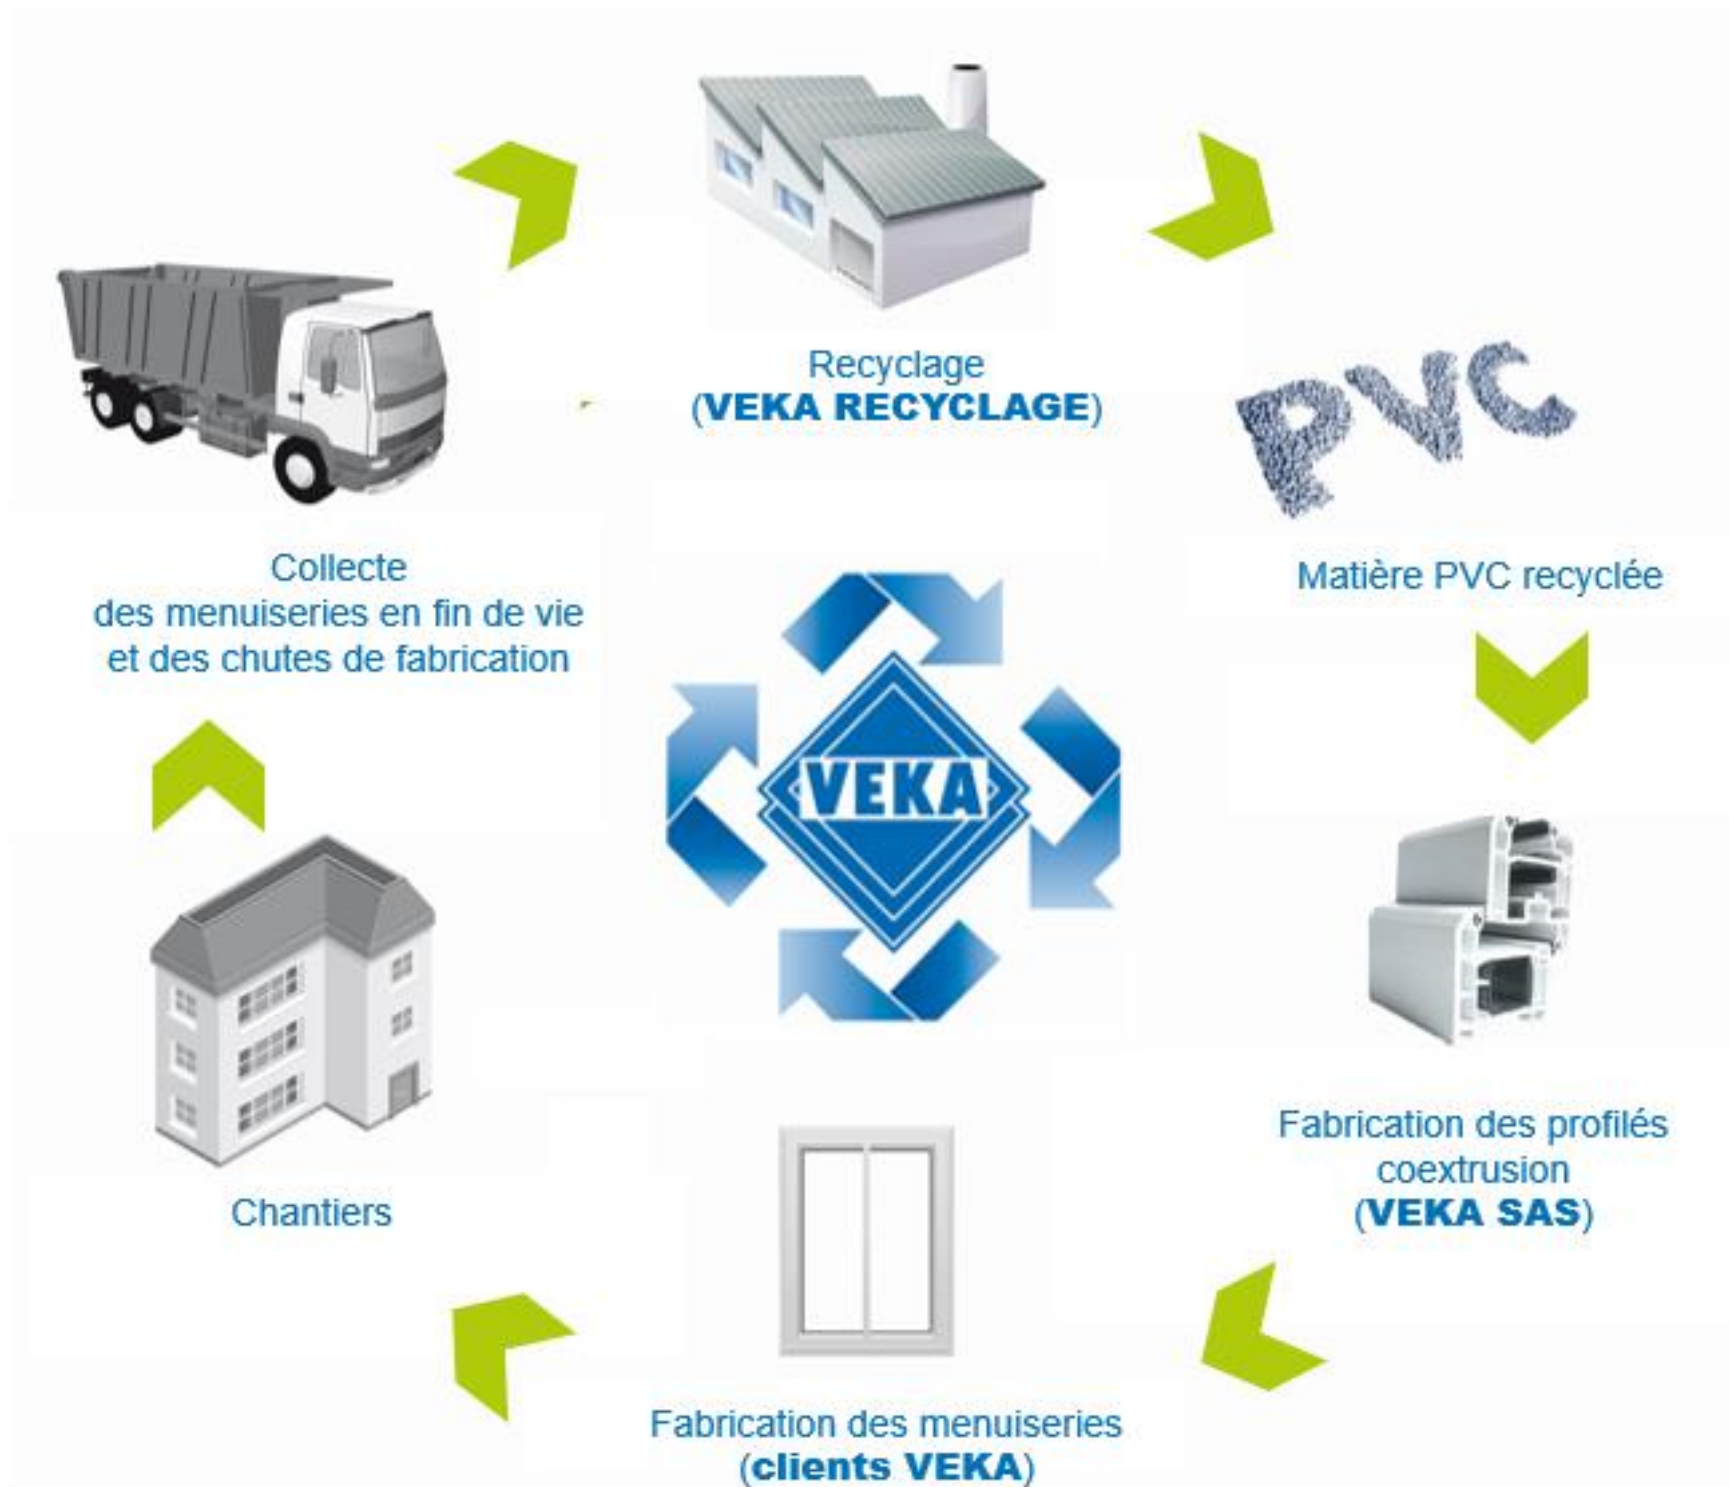 Recyclage
(VEKA RECYCLAGE)
PVC
Matière PVC recyclée
Collecte
des menuiseries en fin de vie
et des chutes de fabrication
VEKA
Fabrication des profilés
coextrusion
(VEKA SAS)
Chantiers
Fabrication des menuiseries
(clients VEKA)